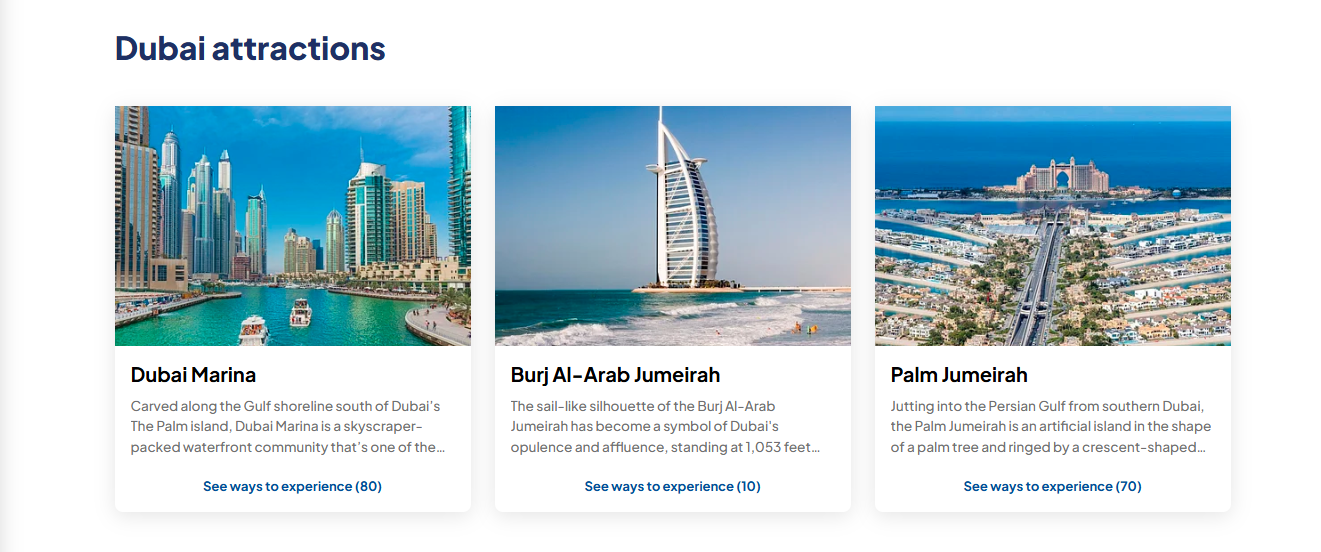 Dubai attractions
Dubai Marina
Carved along the Gulf shoreline south of Dubai’s
The Palm island, Dubai Marina is a skyscraper-
packed waterfront community that’s one of the...
See ways to experience (80)
Burj Al-Arab Jumeirah
The sail-like silhouette of the Burj Al-Arab
Jumeirah has become a symbol of Dubai's
opulence and affluence, standing at 1,053 feet...
See ways to experience (10)
Palm Jumeirah
Jutting into the Persian Gulf from southern Dubai,
the Palm Jumeirah is an artificial island in the shape
of a palm tree and ringed by a crescent-shaped...
See ways to experience (70)